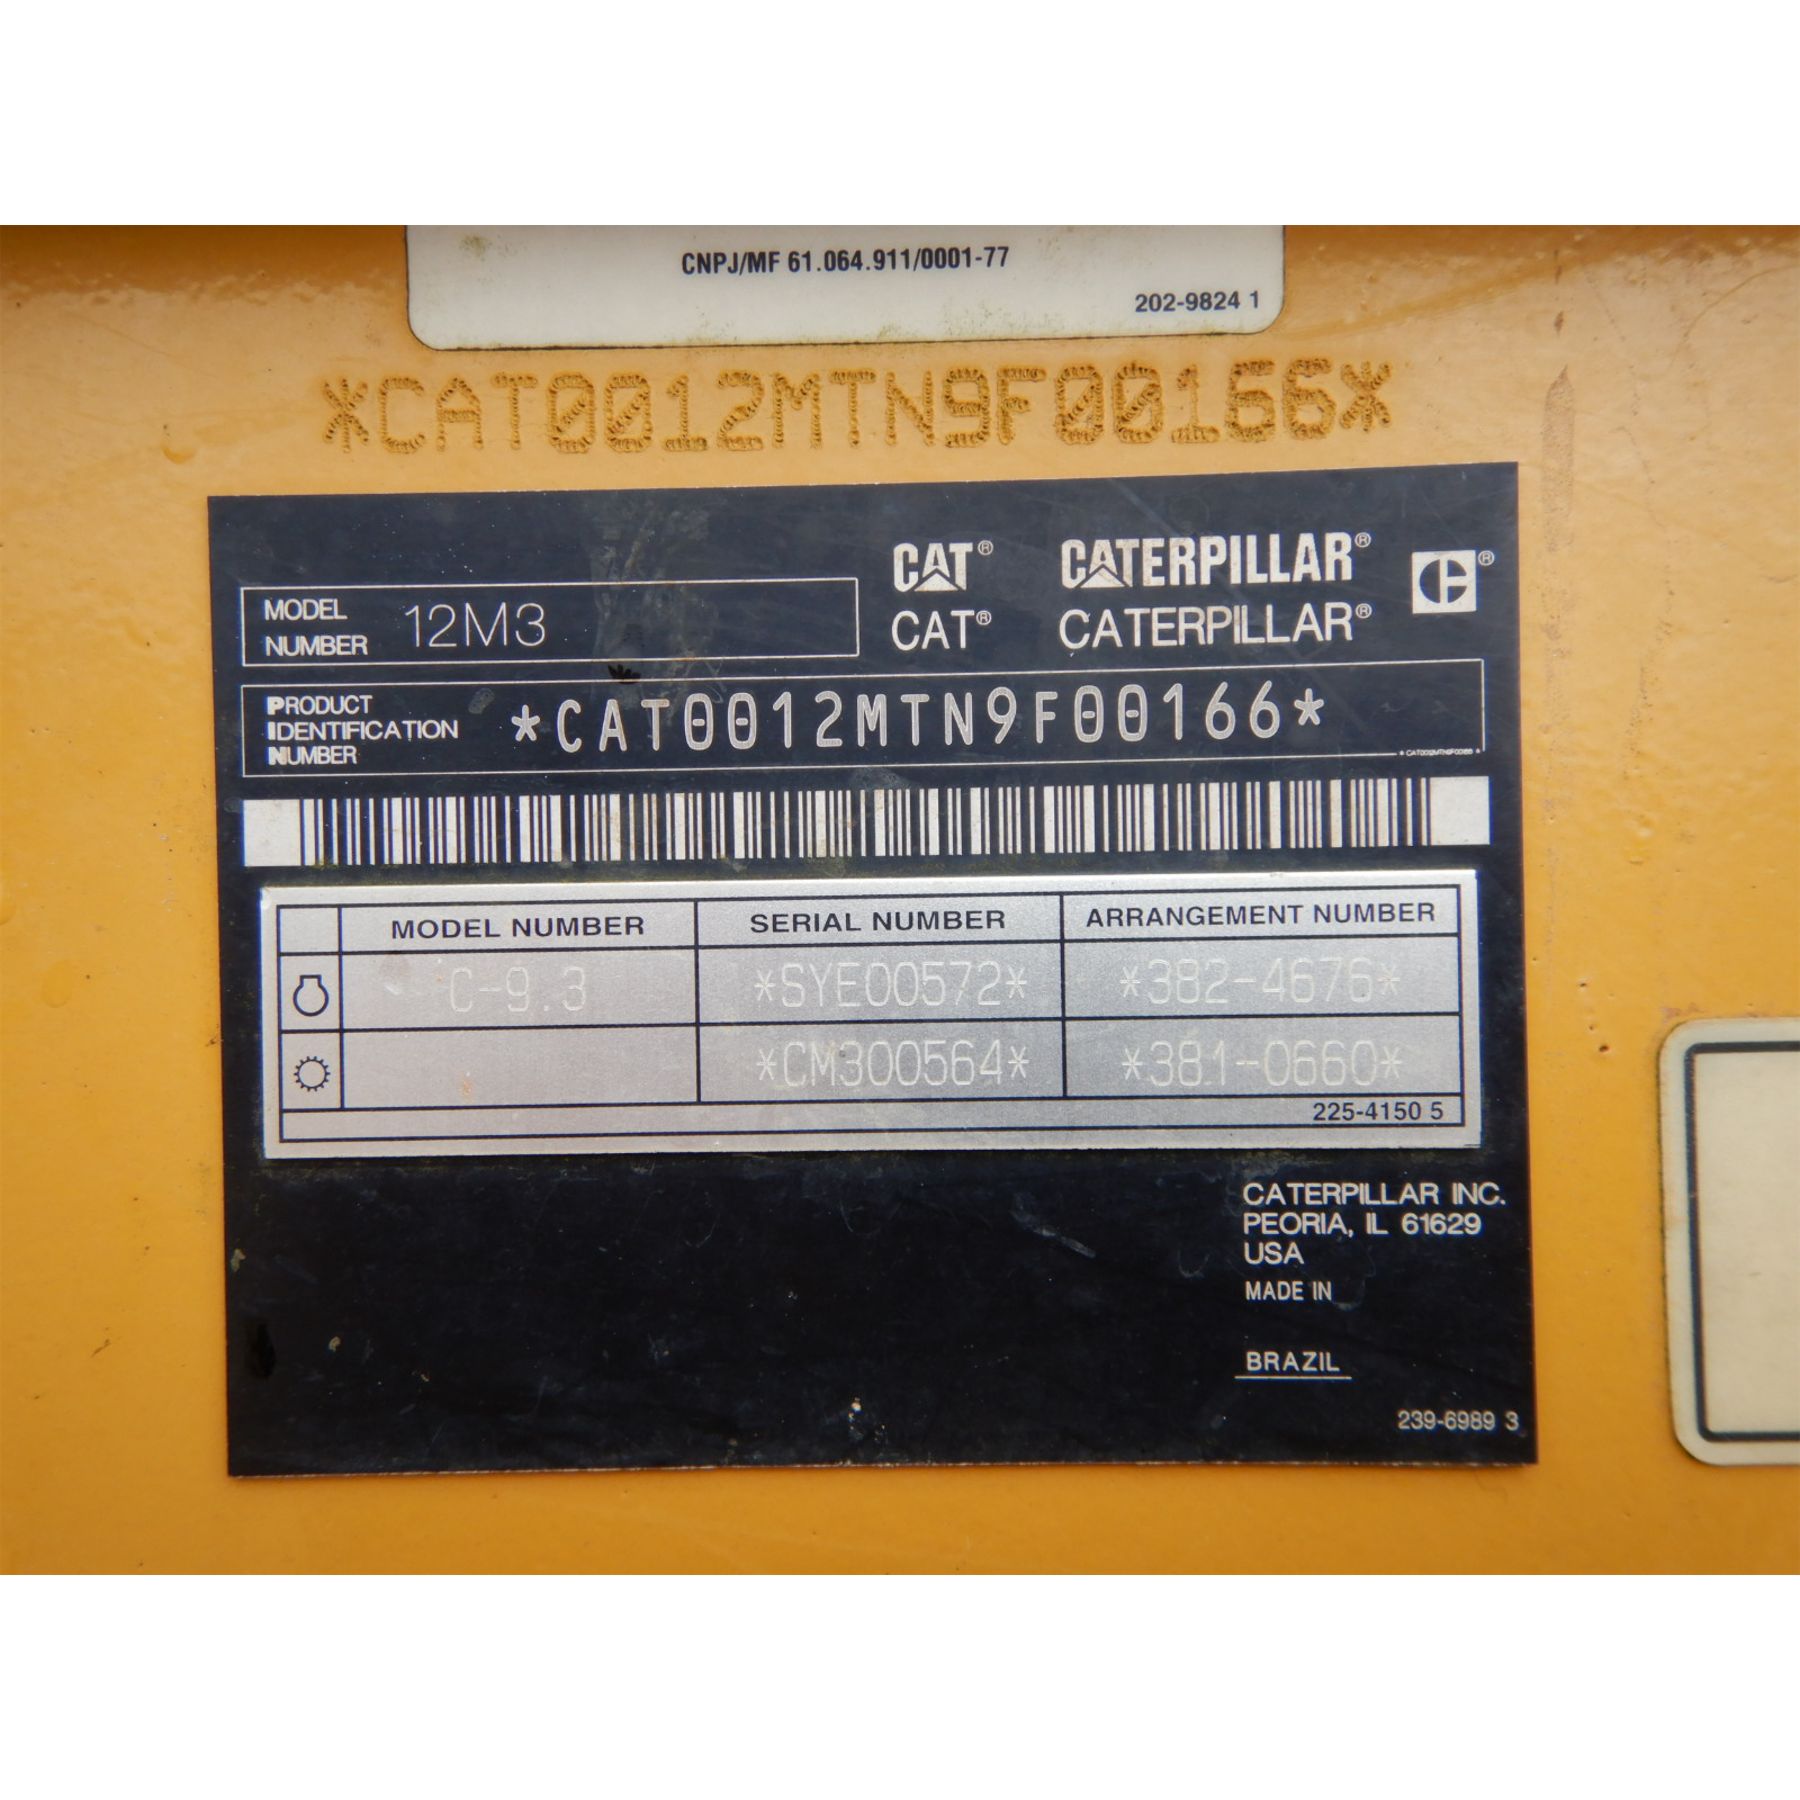 CNPJ/MF 61.064.911/0001-77
202-9824 1
*CAT0012MTN9F00166*
CAT® CATERPILLAR® ®
MODEL NUMBER 12M3
CAT® CATERPILLAR®
PRODUCT IDENTIFICATION NUMBER *CAT0012MTN9F00166*
*CAT0012MTN9F00166*
MODEL NUMBER SERIAL NUMBER ARRANGEMENT NUMBER
C-9.3 *SYE00572* *382-4676*
*CM300564* *381-0660*
225-4150 5
CATERPILLAR INC.
PEORIA, IL 61629
USA
MADE IN
BRAZIL
239-6989 3